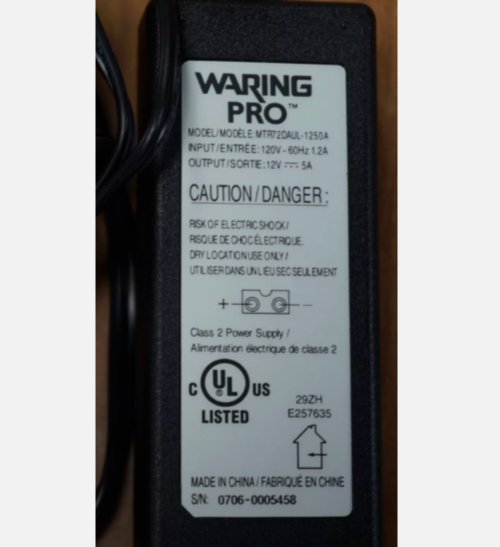 WARING
PRO™
MODEL/MODÈLE: MTR72DAUL-1250A
INPUT/ENTRÉE: 120V~60Hz 1.2A
OUTPUT/SORTIE: 12V ⎓ 5A
CAUTION/DANGER:
RISK OF ELECTRIC SHOCK/
RISQUE DE CHOC ÉLECTRIQUE.
DRY LOCATION USE ONLY/
UTILISER DANS UN LIEU SEC SEULEMENT
+ –
Class 2 Power Supply /
Alimentation électrique de classe 2
C UL ® US
LISTED
29ZH
E257635
MADE IN CHINA / FABRIQUÉ EN CHINE
S/N: 0706-0005458